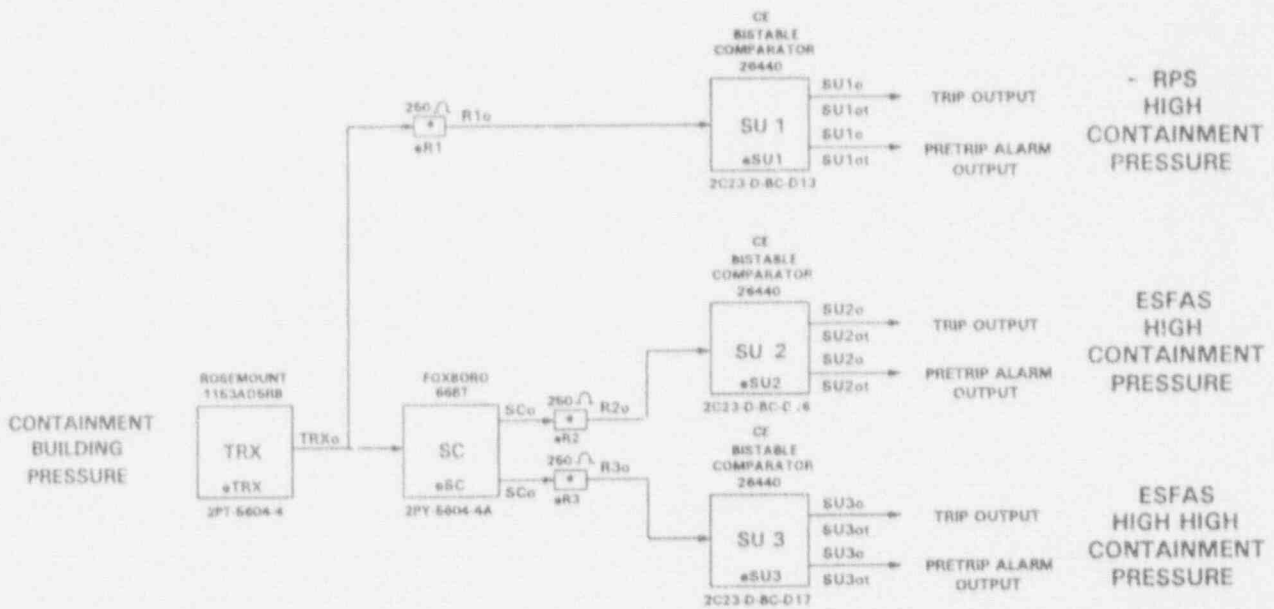 CE
BISTABLE
COMPARATOR
26440
SU1o
TRIP OUTPUT
SU1ot
SU 1
SU1o
PRETRIP ALARM
OUTPUT
SU1ot
eSU1
2C23-D-BC-D13
- RPS
HIGH
CONTAINMENT
PRESSURE
250
*
R1o
eR1
CE
BISTABLE
COMPARATOR
26440
SU2o
TRIP OUTPUT
SU2ot
SU 2
SU2o
PRETRIP ALARM
OUTPUT
SU2ot
eSU2
ESFAS
HIGH
CONTAINMENT
PRESSURE
CONTAINMENT
BUILDING
PRESSURE
ROSEMOUNT
TRX
eTRX
2PT-5604-4
TRXo
FOXBORO
SC
eSC
2PY-5604-4A
SCo
250
*
R2o
eR2
SCo
250
*
R3o
eR3
CE
BISTABLE
COMPARATOR
26440
SU3o
TRIP OUTPUT
SU3ot
SU 3
SU3o
PRETRIP ALARM
OUTPUT
SU3ot
eSU3
2C23-D-BC-D17
ESFAS
HIGH HIGH
CONTAINMENT
PRESSURE